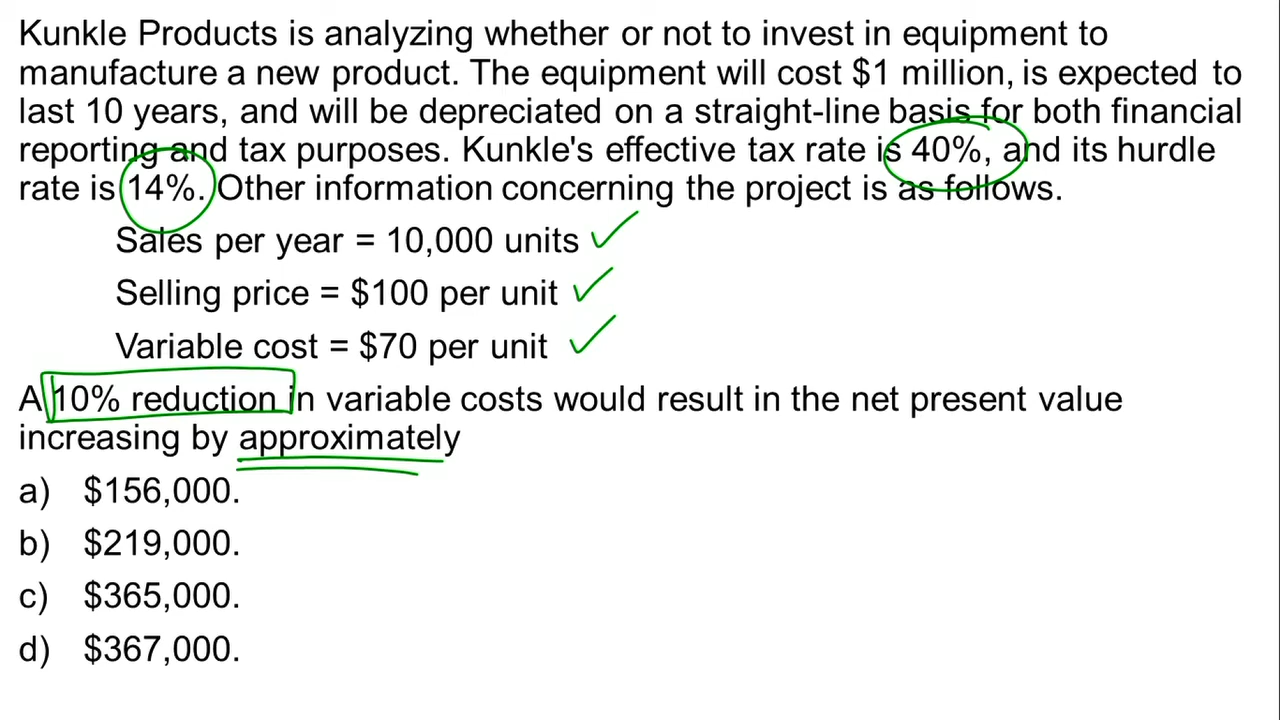 Kunkle Products is analyzing whether or not to invest in equipment to
manufacture a new product. The equipment will cost $1 million, is expected to
last 10 years, and will be depreciated on a straight-line basis for both financial
reporting and tax purposes. Kunkle's effective tax rate is 40%, and its hurdle
rate is 14%. Other information concerning the project is as follows.
Sales per year = 10,000 units
Selling price = $100 per unit
Variable cost = $70 per unit
A 10% reduction in variable costs would result in the net present value
increasing by approximately
a) $156,000.
b) $219,000.
c) $365,000.
d) $367,000.